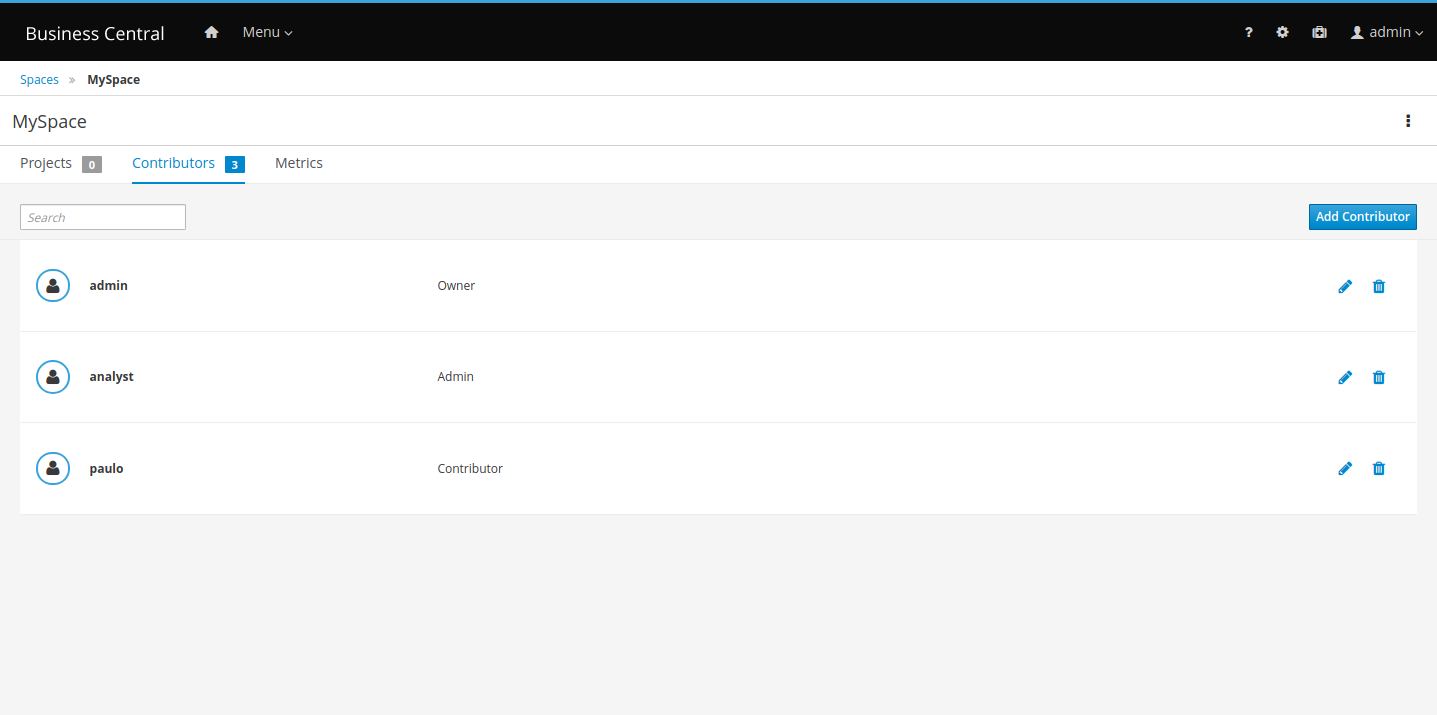 Business Central Menu ? admin
Spaces » MySpace
MySpace
Projects 0 Contributors 3 Metrics
Search Add Contributor
admin Owner
analyst Admin
paulo Contributor